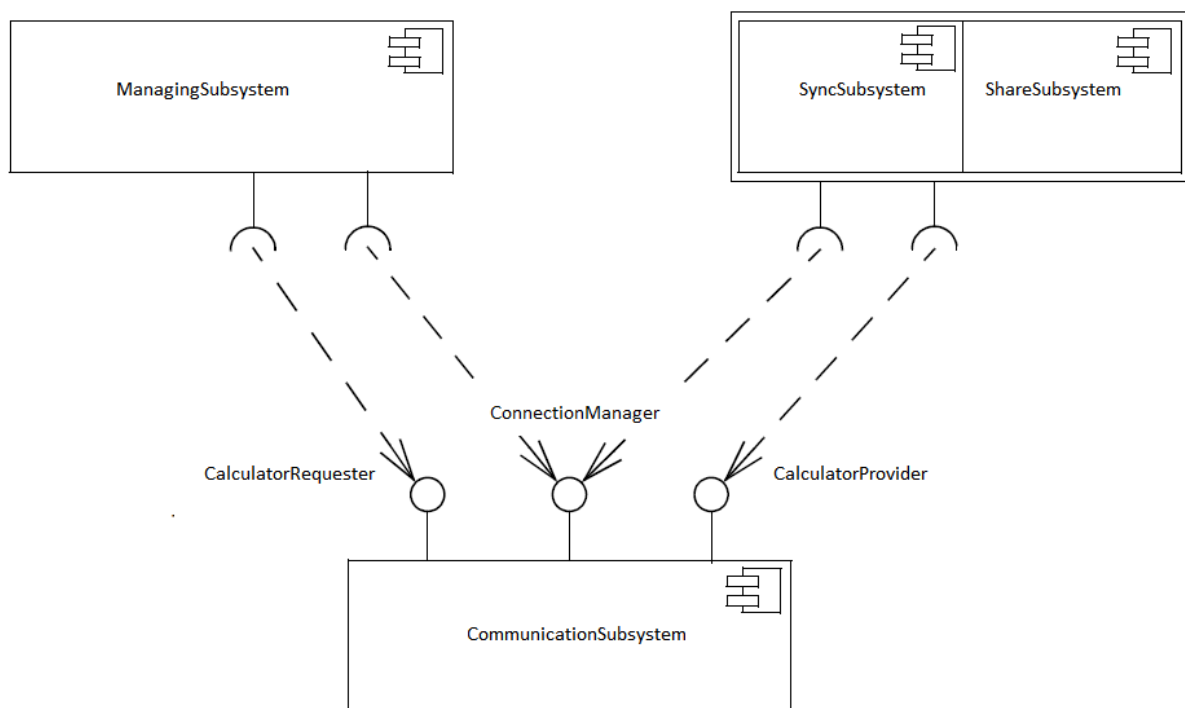 ManagingSubsystem
SyncSubsystem
ShareSubsystem
ConnectionManager
CalculatorRequester
CalculatorProvider
CommunicationSubsystem